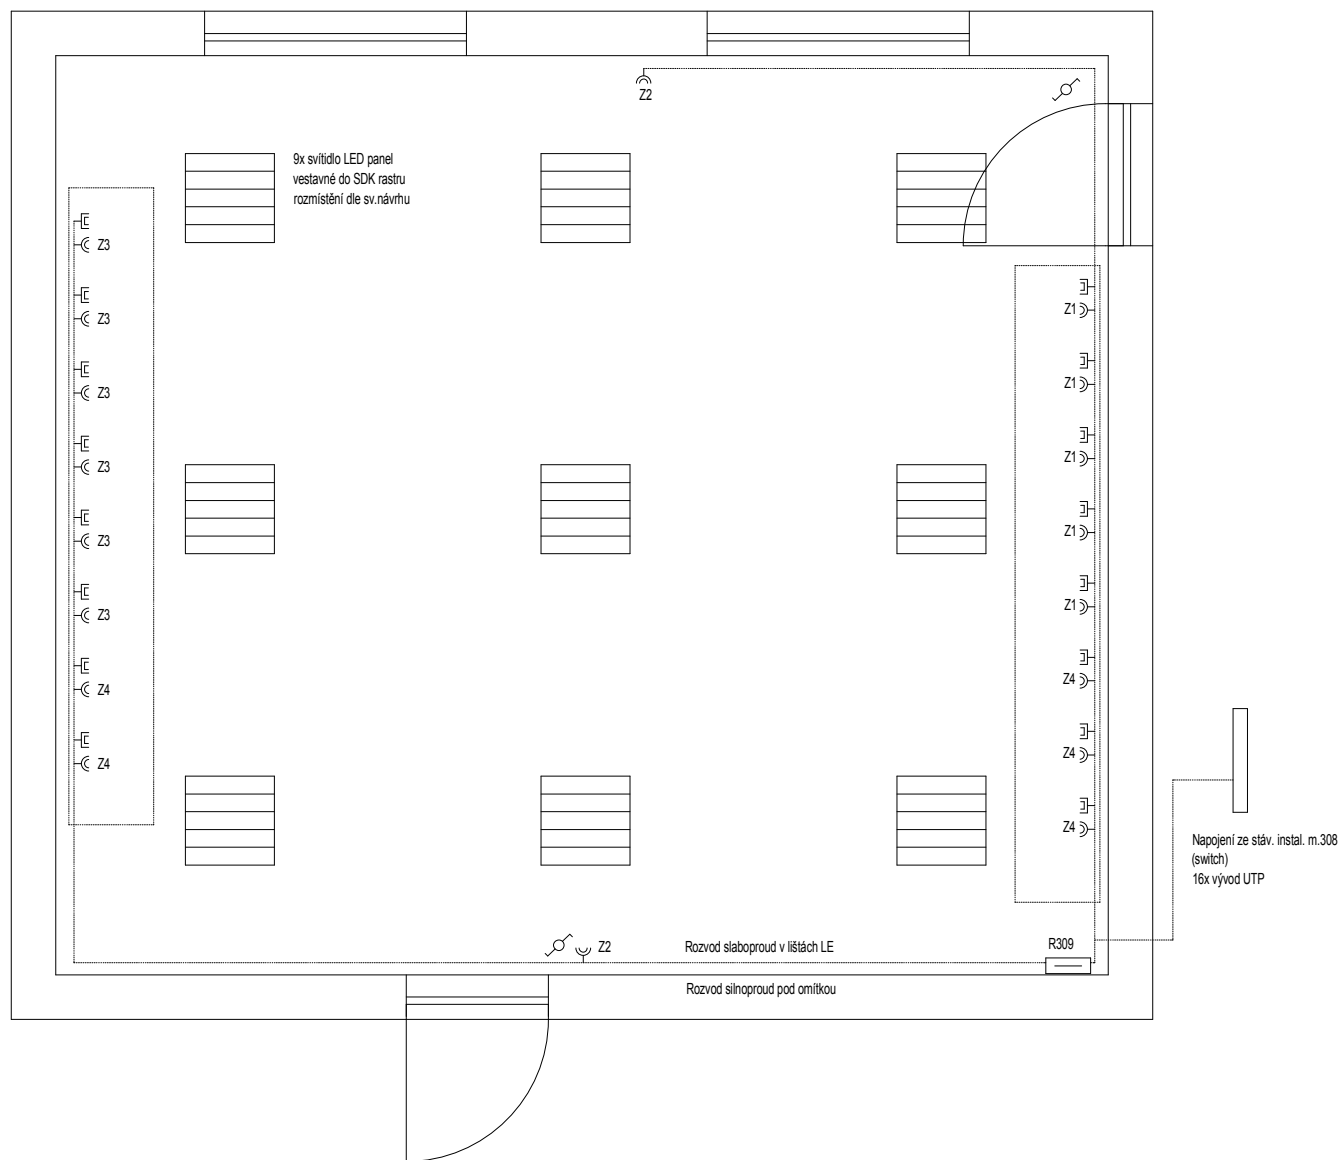 Z2
9x svítidlo LED panel
vestavné do SDK rastru
rozmístění dle sv.návrhu
Z3
Z3
Z3
Z3
Z3
Z3
Z4
Z4
Z1
Z1
Z1
Z1
Z1
Z4
Z4
Z4
Napojení ze stáv. instal. m.308
(switch)
16x vývod UTP
Z2
Rozvod slaboproud v lištách LE
R309
Rozvod silnoproud pod omítkou